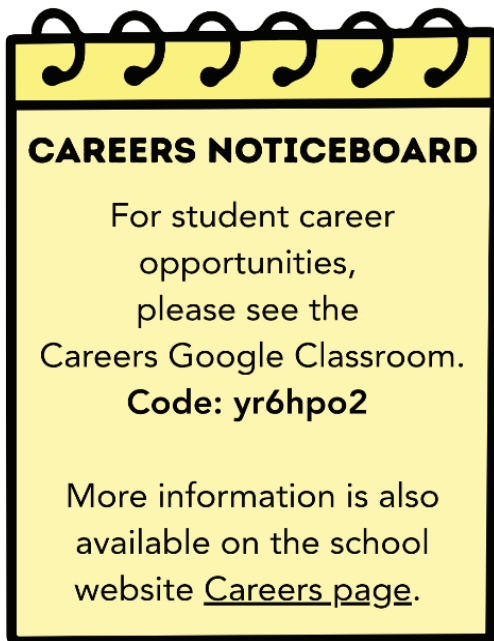 CAREERS NOTICEBOARD
For student career
opportunities,
please see the
Careers Google Classroom.
Code: yr6hpo2
More information is also
available on the school
website Careers page.